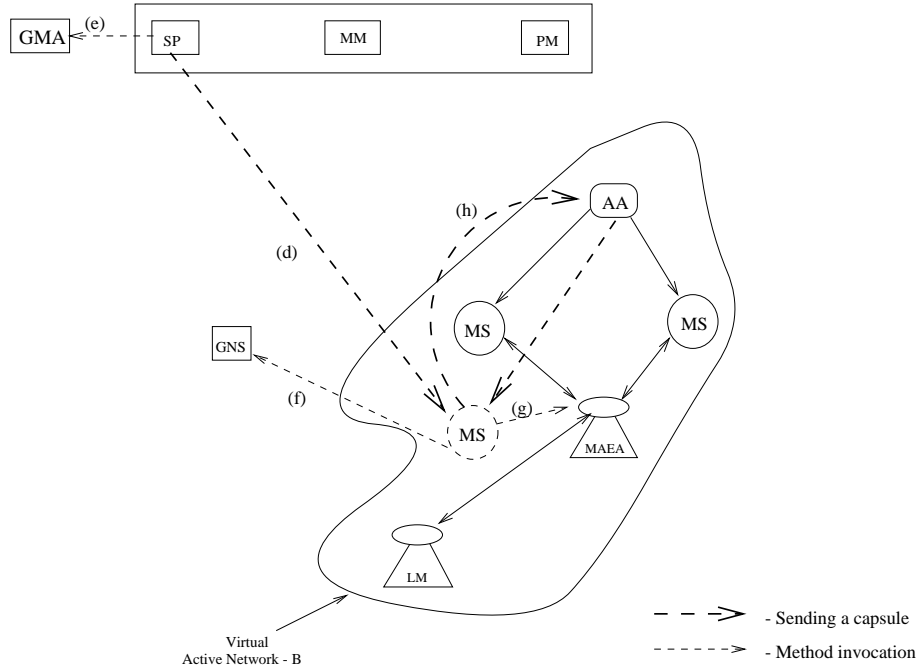 (e)
GMA
SP
MM
PM
(h)
AA
(d)
MS
MS
GNS
(f)
(g)
MS
MAEA
LM
- Sending a capsule
Virtual
Active Network - B
- Method invocation